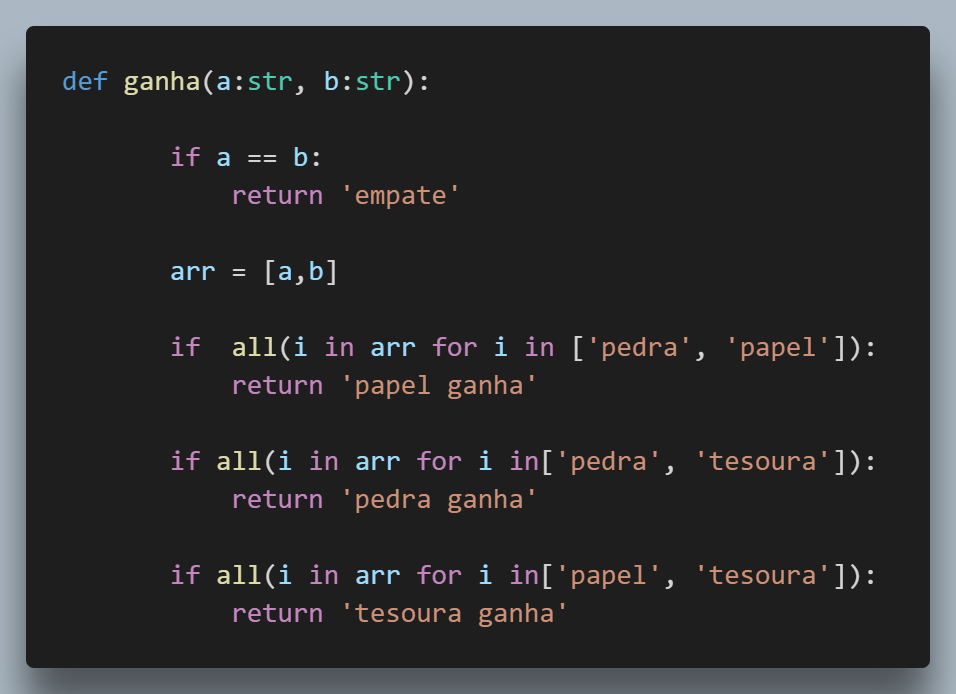 def ganha(a:str, b:str):
if a == b:
return 'empate'
arr = [a,b]
if  all(i in arr for i in ['pedra', 'papel']):
return 'papel ganha'
if all(i in arr for i in['pedra', 'tesoura']):
return 'pedra ganha'
if all(i in arr for i in['papel', 'tesoura']):
return 'tesoura ganha'